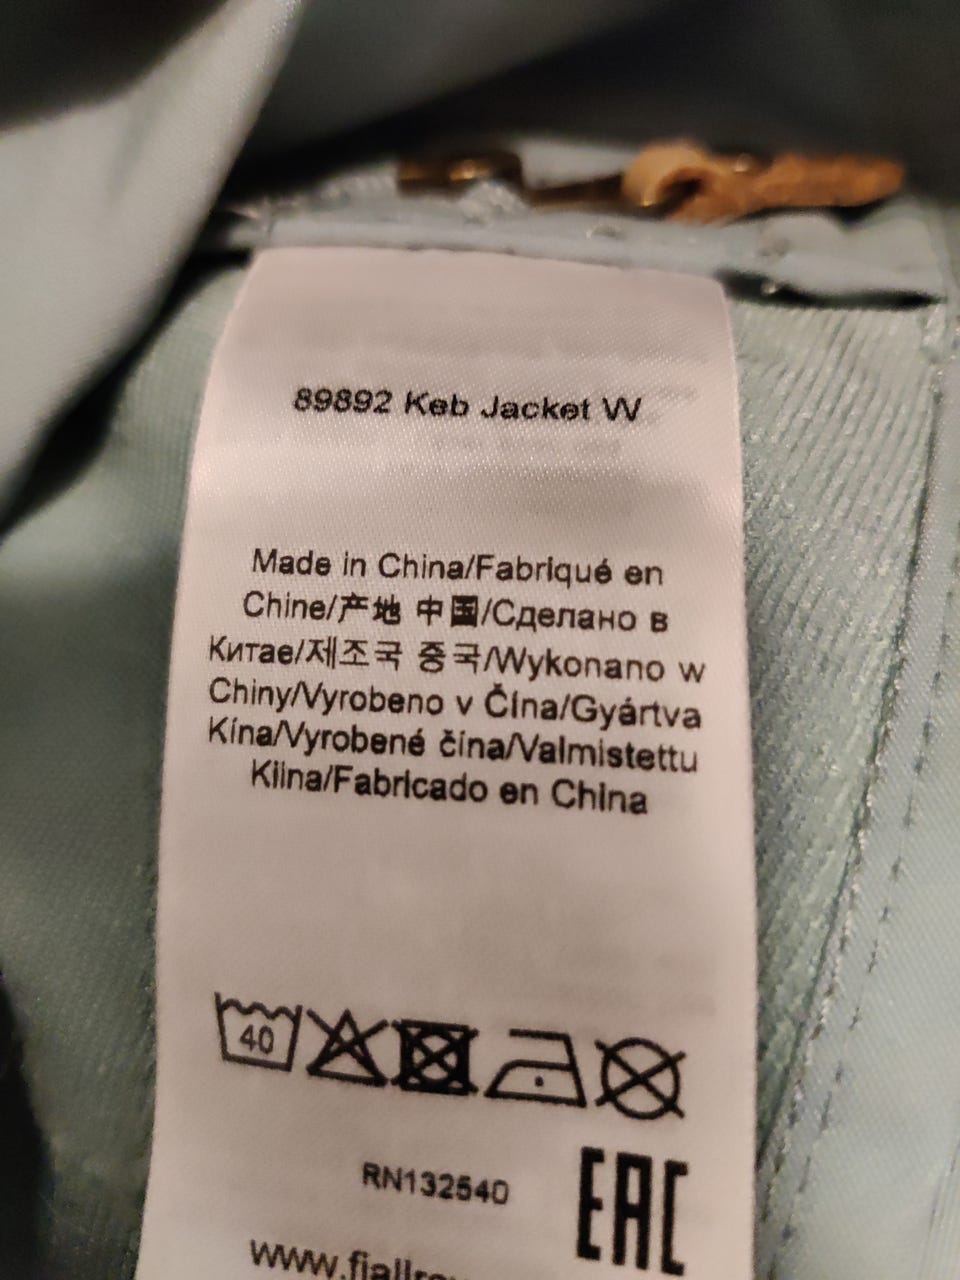 89892 Keb Jacket W
Made in China/Fabriqué en
Chine/产地 中国/Сделано в
Китае/제조국 중국/Wykonano w
Chiny/Vyrobeno v Čína/Gyártva
Kína/Vyrobené čína/Valmistettu
Kiina/Fabricado en China
40
RN132540
EAC